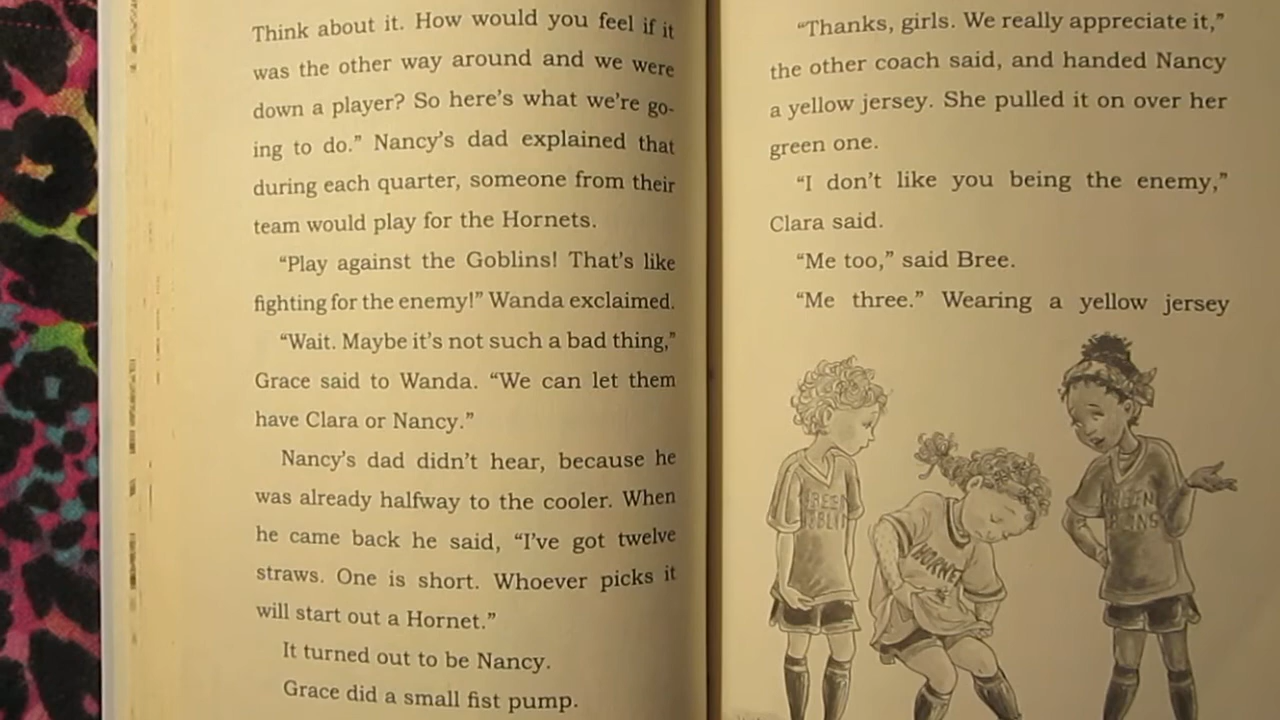 Think about it. How would you feel if it
was the other way around and we were
down a player? So here's what we're go-
ing to do.” Nancy's dad explained that
during each quarter, someone from their
team would play for the Hornets.
“Play against the Goblins! That's like
fighting for the enemy!” Wanda exclaimed.
“Wait. Maybe it's not such a bad thing,”
Grace said to Wanda. “We can let them
have Clara or Nancy.”
Nancy's dad didn't hear, because he
was already halfway to the cooler. When
he came back he said, “I've got twelve
straws. One is short. Whoever picks it
will start out a Hornet.”
It turned out to be Nancy.
Grace did a small fist pump.
“Thanks, girls. We really appreciate it,”
the other coach said, and handed Nancy
a yellow jersey. She pulled it on over her
green one.
“I don't like you being the enemy,”
Clara said.
“Me too,” said Bree.
“Me three.” Wearing a yellow jersey